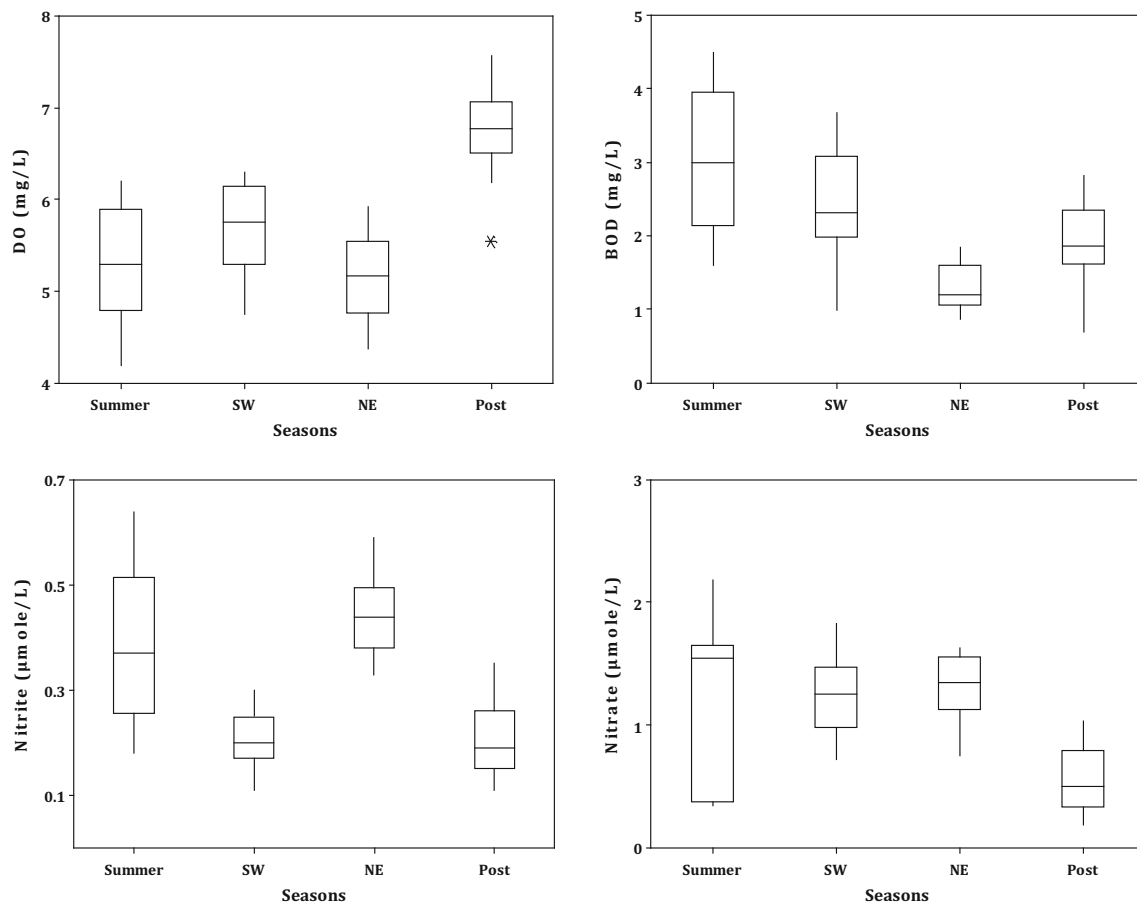 8
7
6
5
4
DO (mg/L)
Summer SW NE Post
Seasons
5
4
3
2
1
0
BOD (mg/L)
Summer SW NE Post
Seasons
0.7
0.5
0.3
0.1
Nitrite (µmole/L)
Summer SW NE Post
Seasons
3
2
1
0
Nitrate (µmole/L)
Summer SW NE Post
Seasons